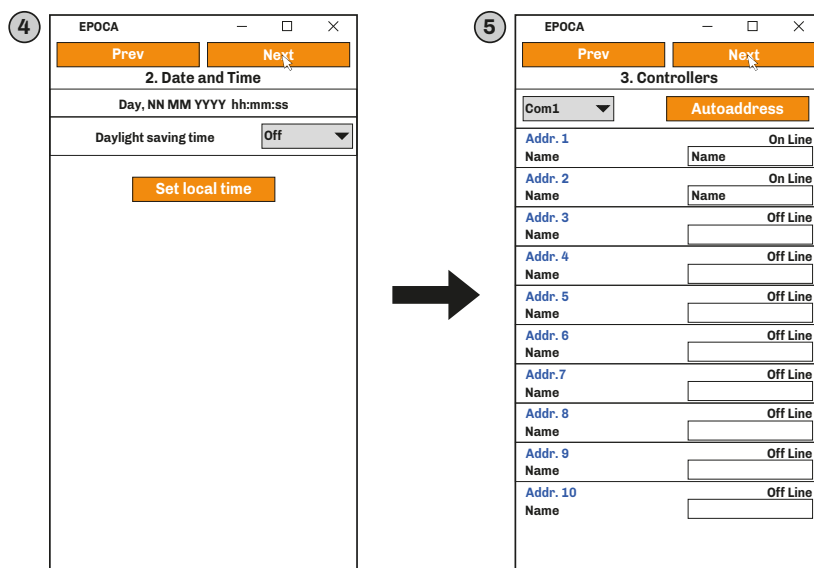 4
EPOCA
Prev
Next
2. Date and Time
Day, NN MM YYYY hh:mm:ss
Daylight saving time
Off
Set local time
5
EPOCA
Prev
Next
3. Controllers
Com1
Autoaddress
Addr. 1
On Line
Name
Name
Addr. 2
On Line
Name
Name
Addr. 3
Off Line
Name
Addr. 4
Off Line
Name
Addr. 5
Off Line
Name
Addr. 6
Off Line
Name
Addr.7
Off Line
Name
Addr. 8
Off Line
Name
Addr. 9
Off Line
Name
Addr. 10
Off Line
Name